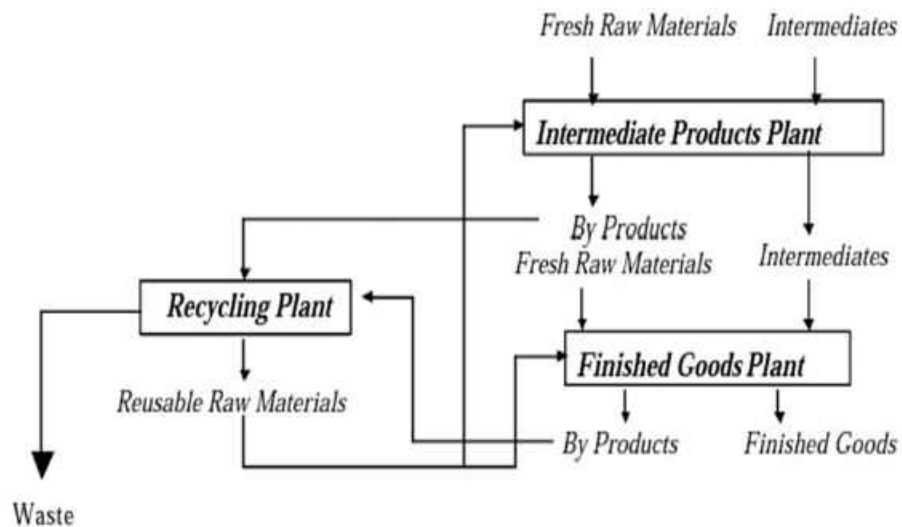 Fresh Raw Materials Intermediates
Intermediate Products Plant
By Products
Fresh Raw Materials Intermediates
Recycling Plant
Finished Goods Plant
Reusable Raw Materials
By Products Finished Goods
Waste